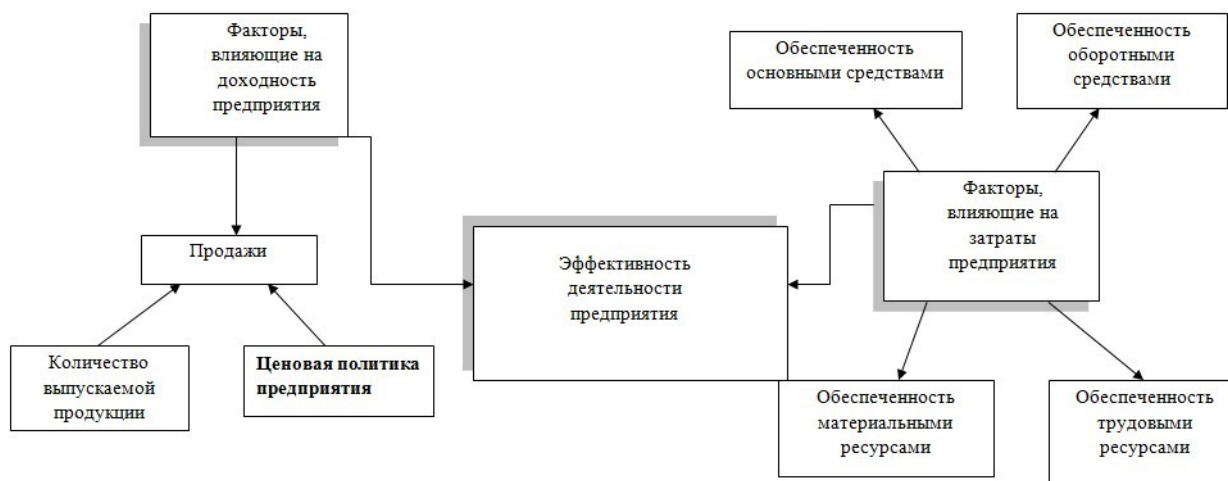 Факторы,
влияющие на
доходность
предприятия
Обеспеченность
основными средствами
Обеспеченность
оборотными
средствами
Факторы,
влияющие на
затраты
предприятия
Продажи
Эффективность
деятельности
предприятия
Количество
выпускаемой
продукции
Ценовая политика
предприятия
Обеспеченность
материальными
ресурсами
Обеспеченность
трудовыми
ресурсами